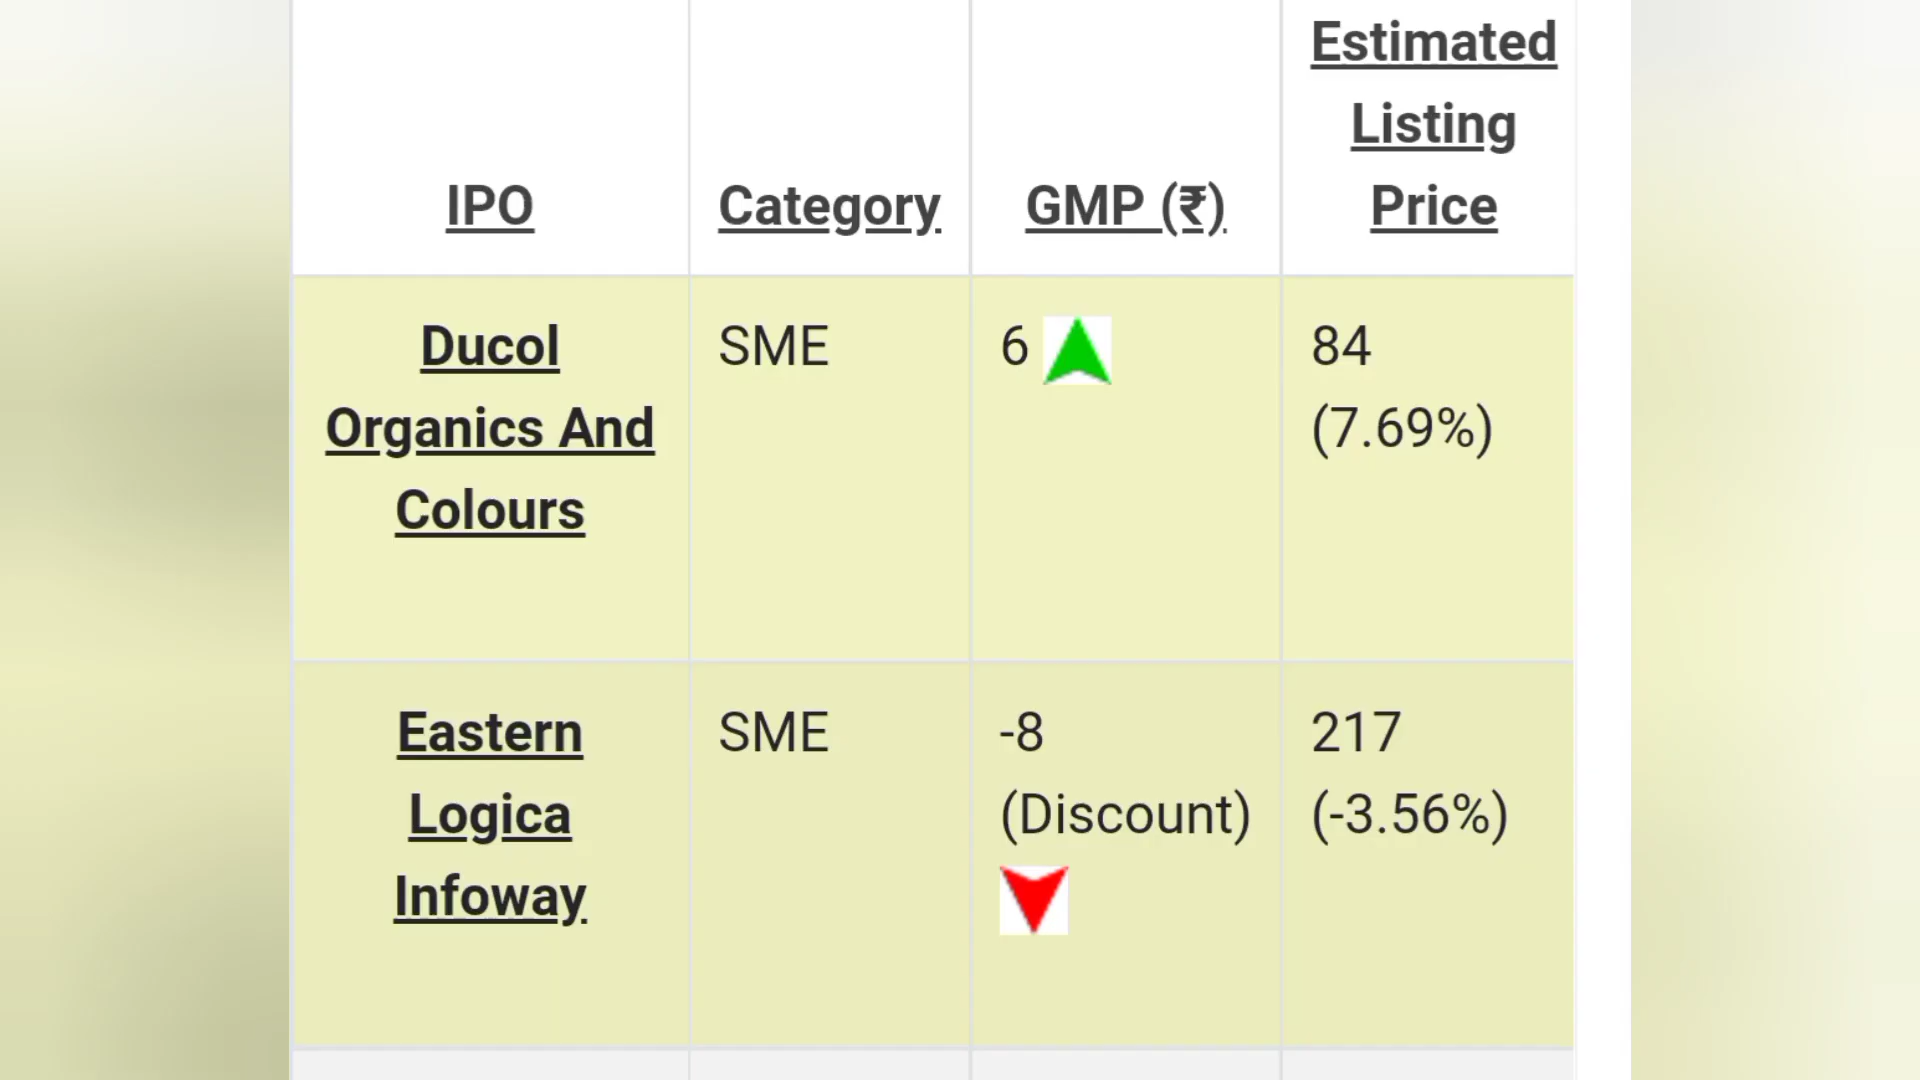 IPO
Category
GMP (₹)
Estimated
Listing
Price
Ducol
Organics And
Colours
SME
6
84
(7.69%)
Eastern
Logica
Infoway
SME
-8
(Discount)
217
(-3.56%)